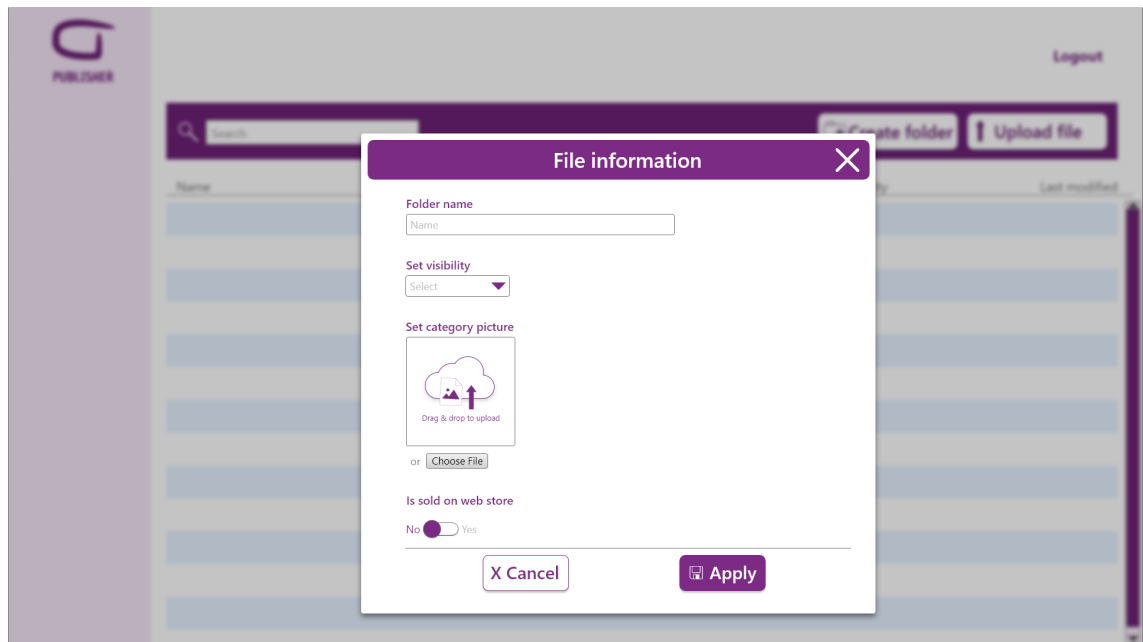 PUBLISHER
Logout
Search
Create folder
Upload file
Name
Last modified
File information
Folder name
Name
Set visibility
Select
Set category picture
Drag & drop to upload
or Choose File
Is sold on web store
No Yes
X Cancel
Apply